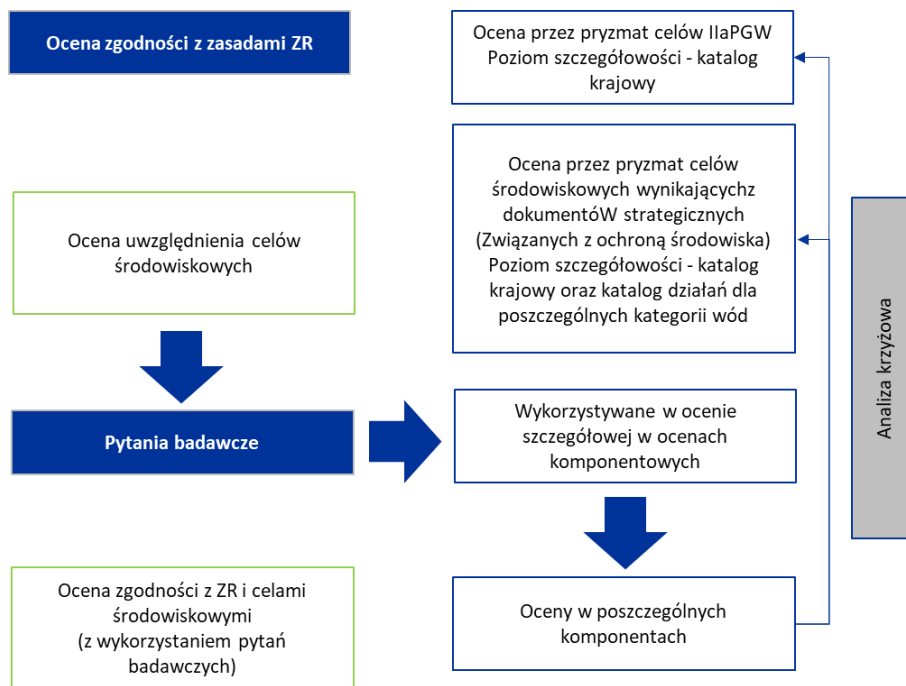 Ocena zgodności z zasadami ZR
Ocena przez pryzmat celów IIaPGW
Poziom szczegółowości - katalog
krajowy
Ocena przez pryzmat celów
środowiskowych wynikającychz
dokumentóW strategicznych
(Związanych z ochroną środowiska)
Poziom szczegółowości - katalog
krajowy oraz katalog działań dla
poszczególnych kategorii wód
Ocena uwzględnienia celów
środowiskowych
Pytania badawcze
Wykorzystywane w ocenie
szczegółowej w ocenach
komponentowych
Ocena zgodności z ZR i celami
środowiskowymi
(z wykorzystaniem pytań
badawczych)
Oceny w poszczególnych
komponentach
Analiza krzyżowa